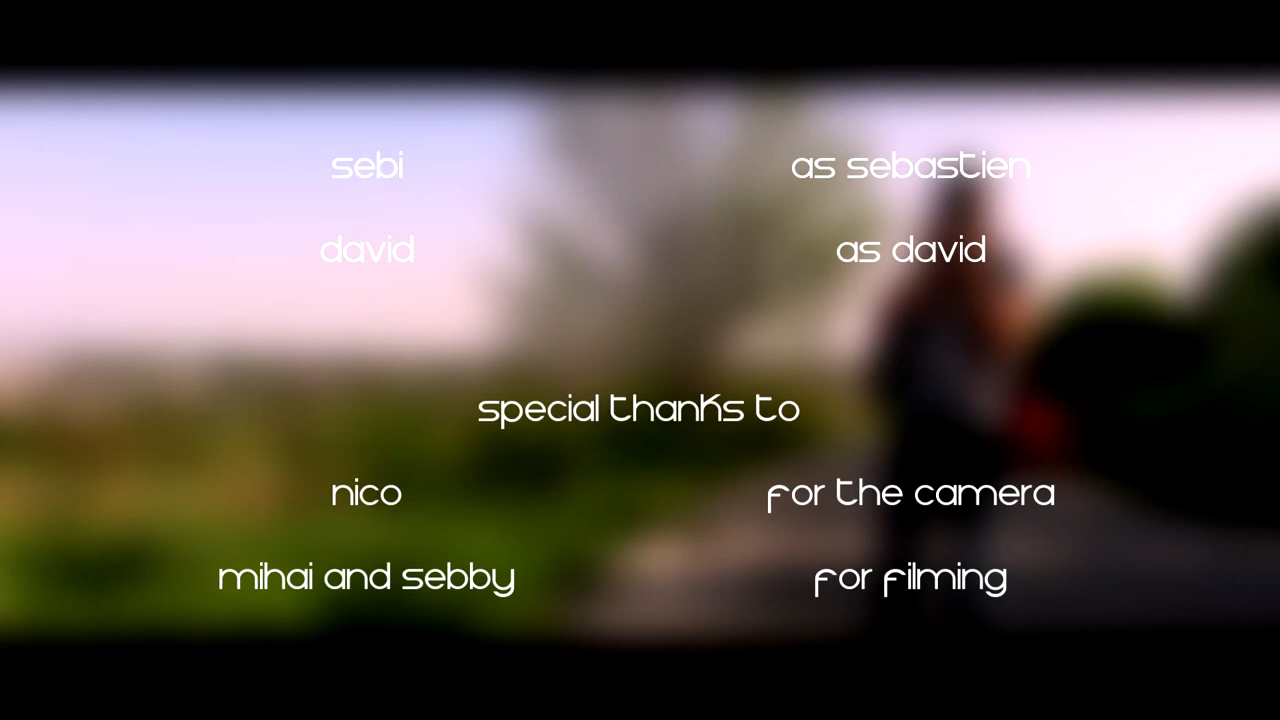 sebi as sebastien
david as david
special thanks to
nico for the camera
mihai and sebby for filming